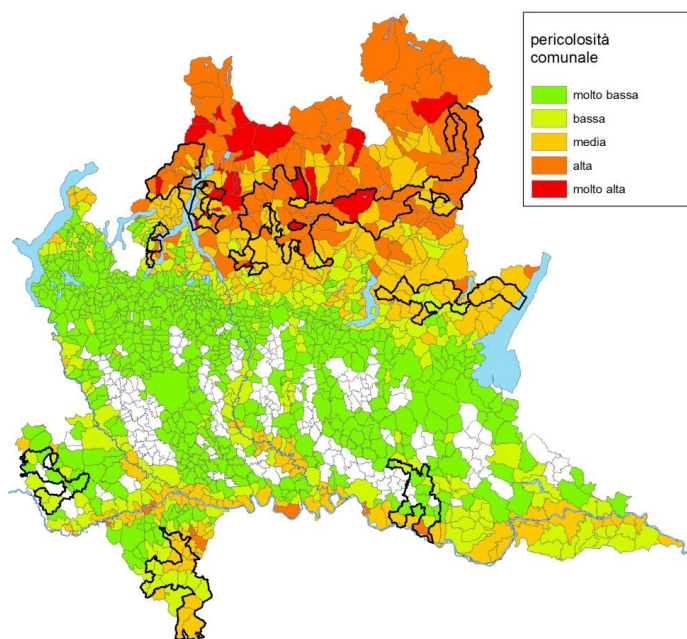 pericolosità
comunale
molto bassa
bassa
media
alta
molto alta